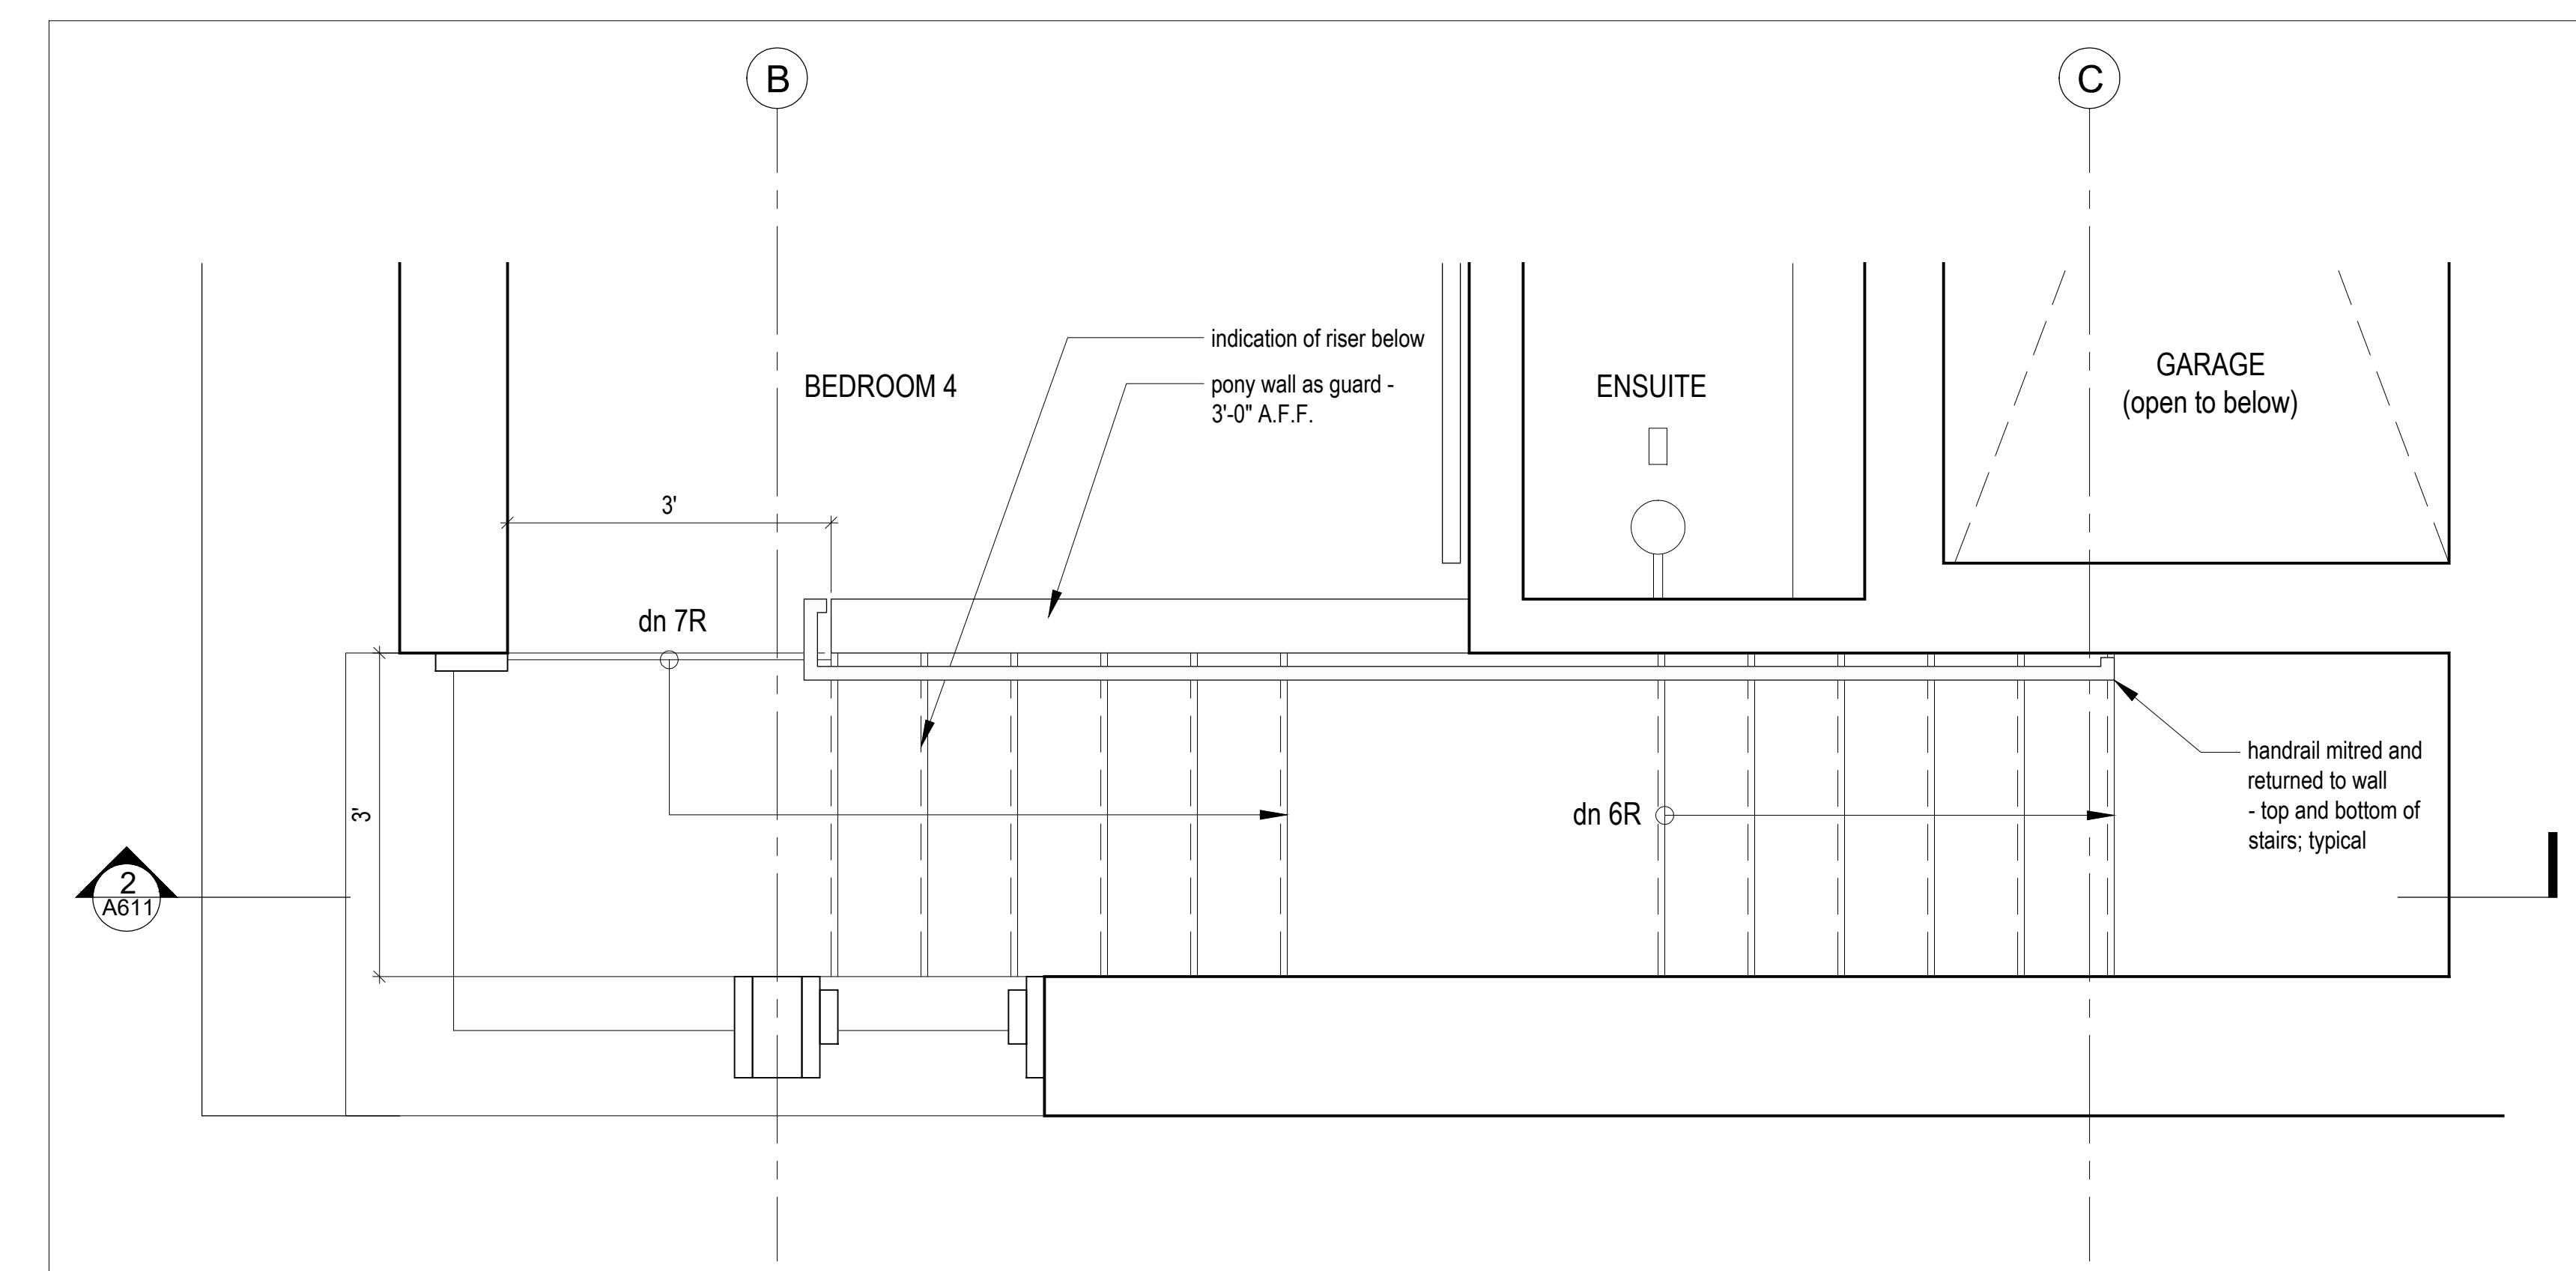 B
C
indication of riser below
pony wall as guard -
3'-0" A.F.F.
BEDROOM 4
ENSUITE
GARAGE
(open to below)
3'
dn 7R
3'
dn 6R
handrail mitred and
returned to wall
- top and bottom of
stairs; typical
2
A611